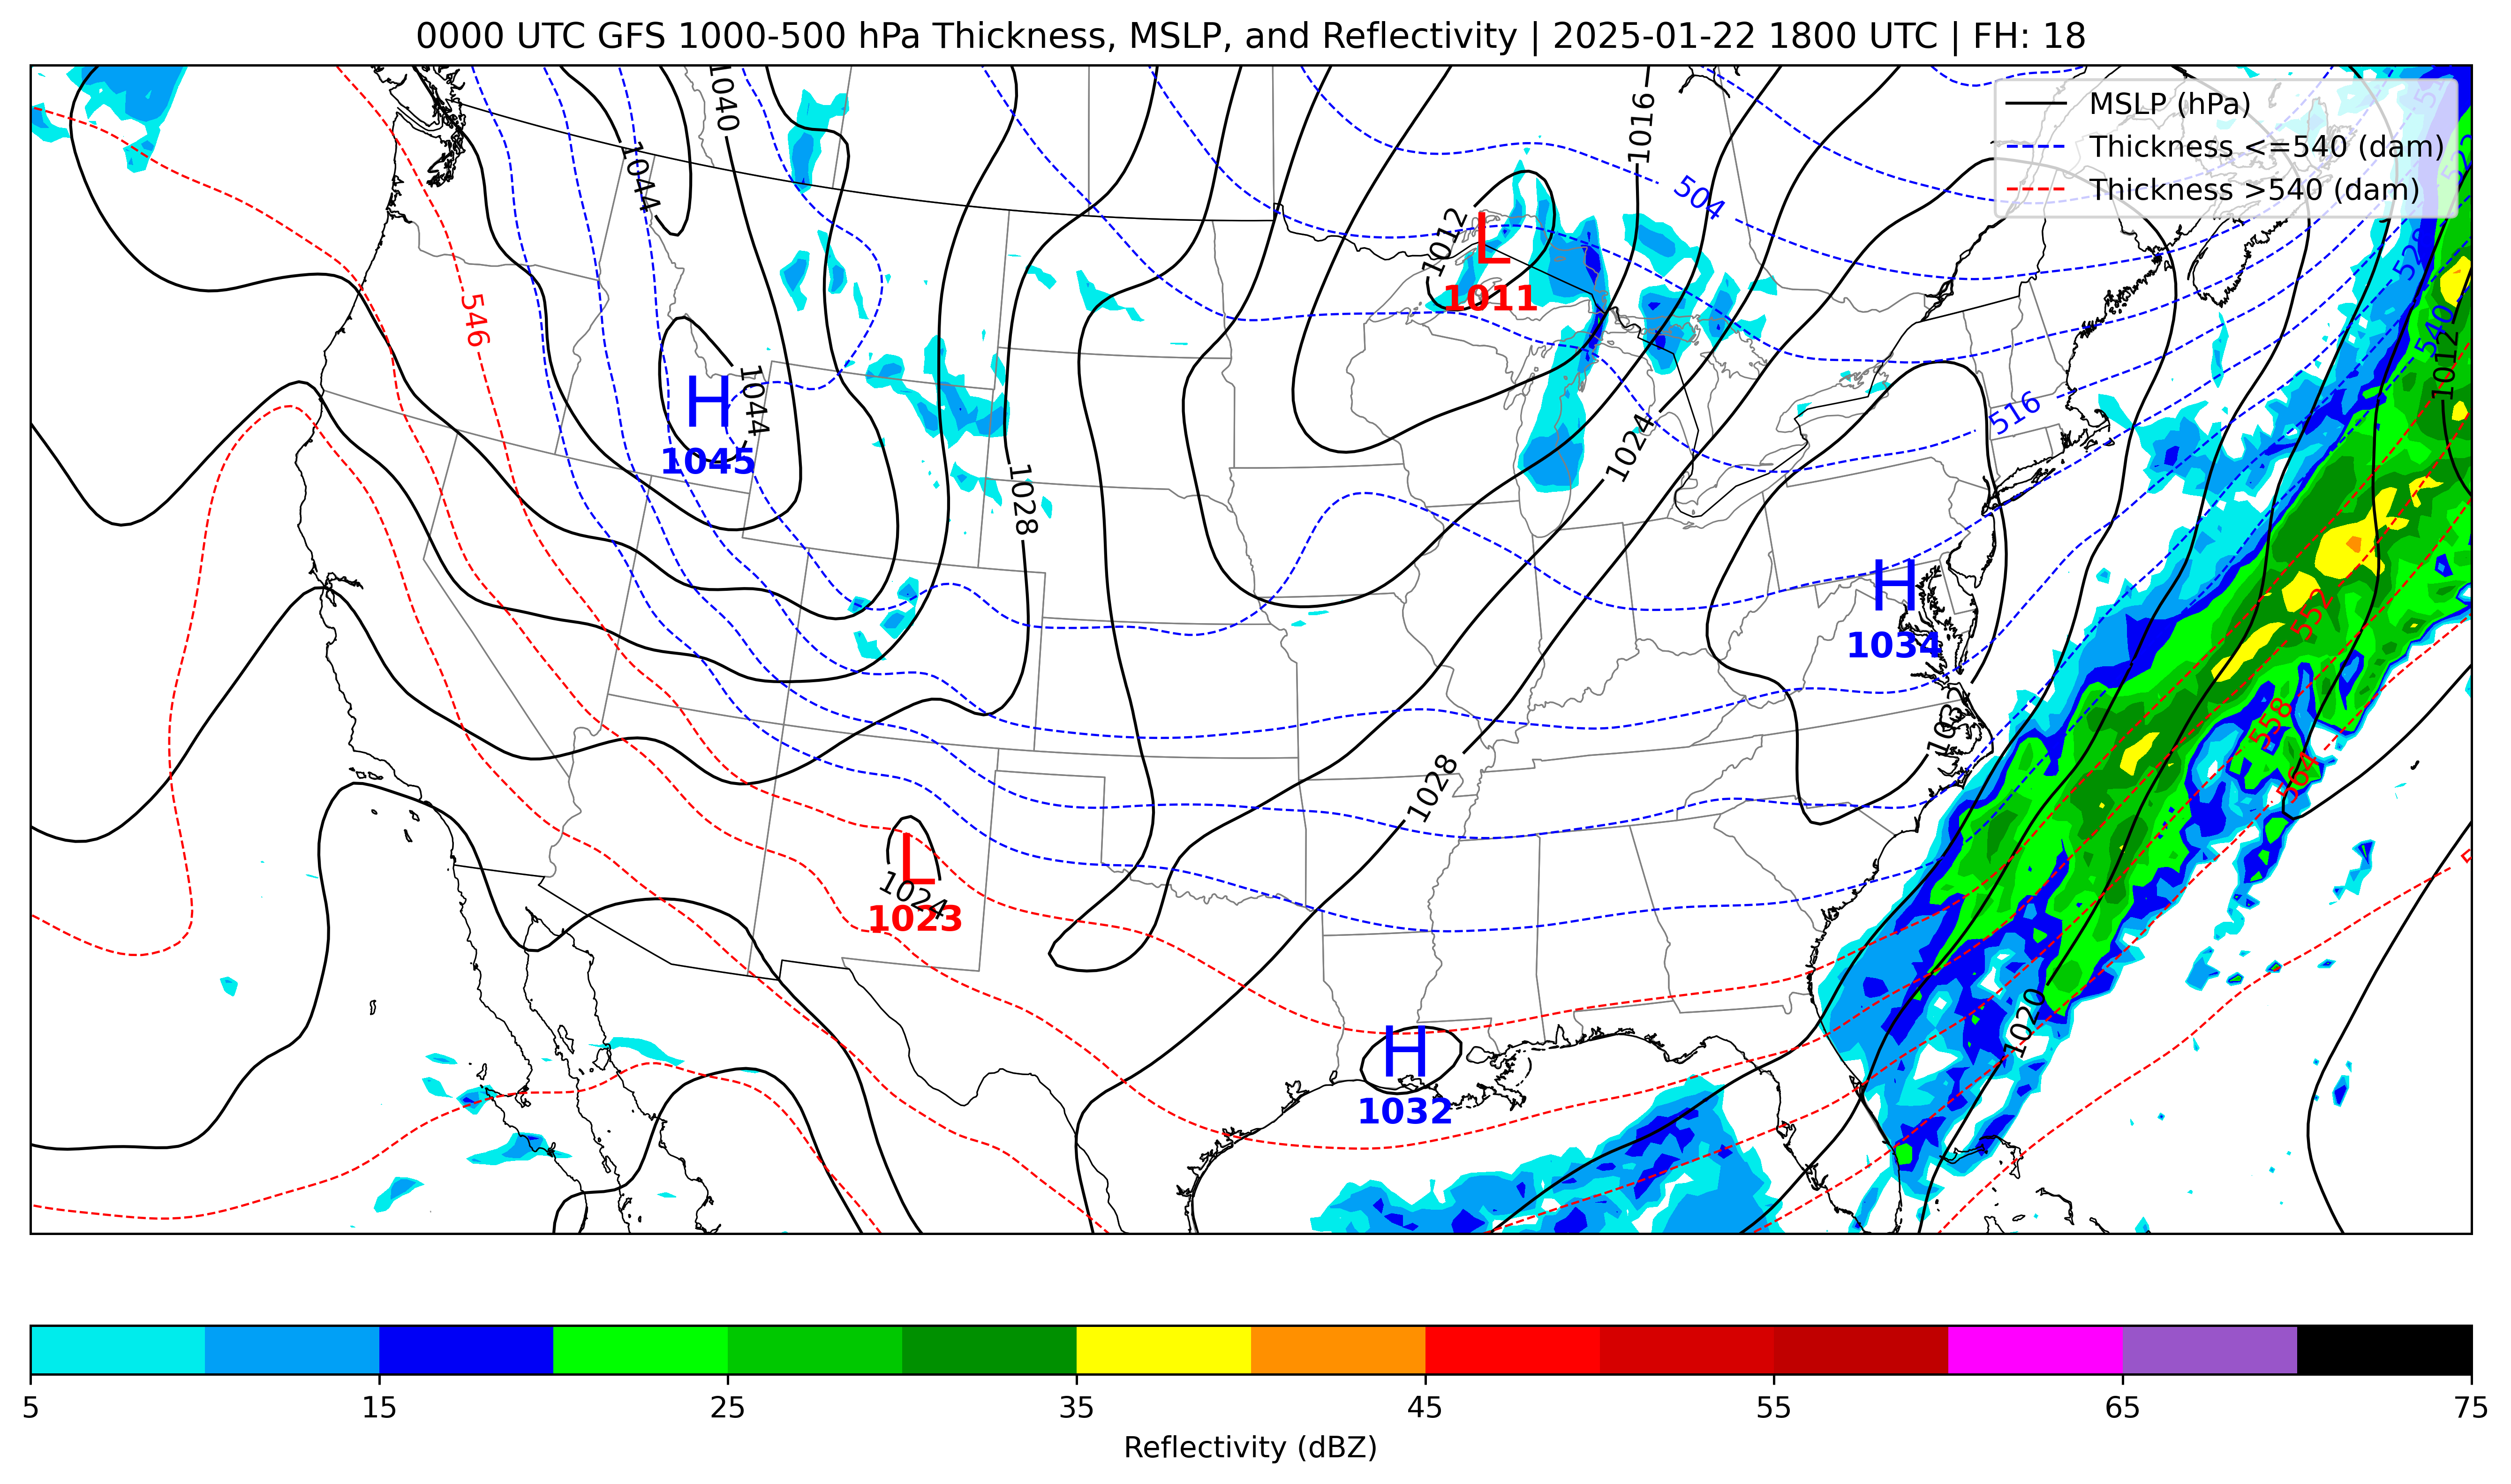 0000 UTC GFS 1000-500 hPa Thickness, MSLP, and Reflectivity | 2025-01-22 1800 UTC | FH: 18
MSLP (hPa)
Thickness <=540 (dam)
Thickness >540 (dam)
1040
1016
1044
504
1012
L
1011
528
546
540
1012
1044
H
1045
516
1024
1028
H
1034
552
558
1032
564
1028
L
1024
1023
1020
H
1032
5 15 25 35 45 55 65 75
Reflectivity (dBZ)